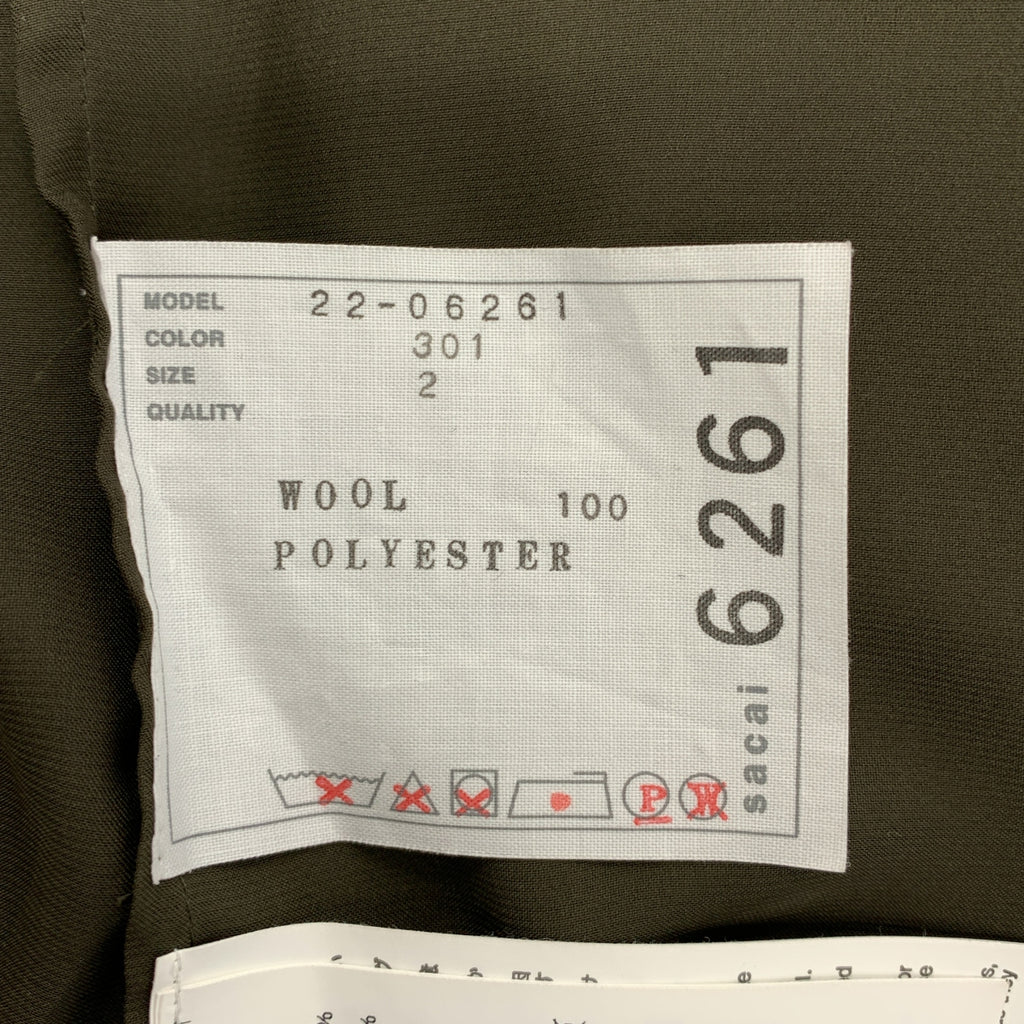 MODEL 22-06261
COLOR 301
SIZE 2
QUALITY
WOOL 100
POLYESTER
sacai 6261
P
W